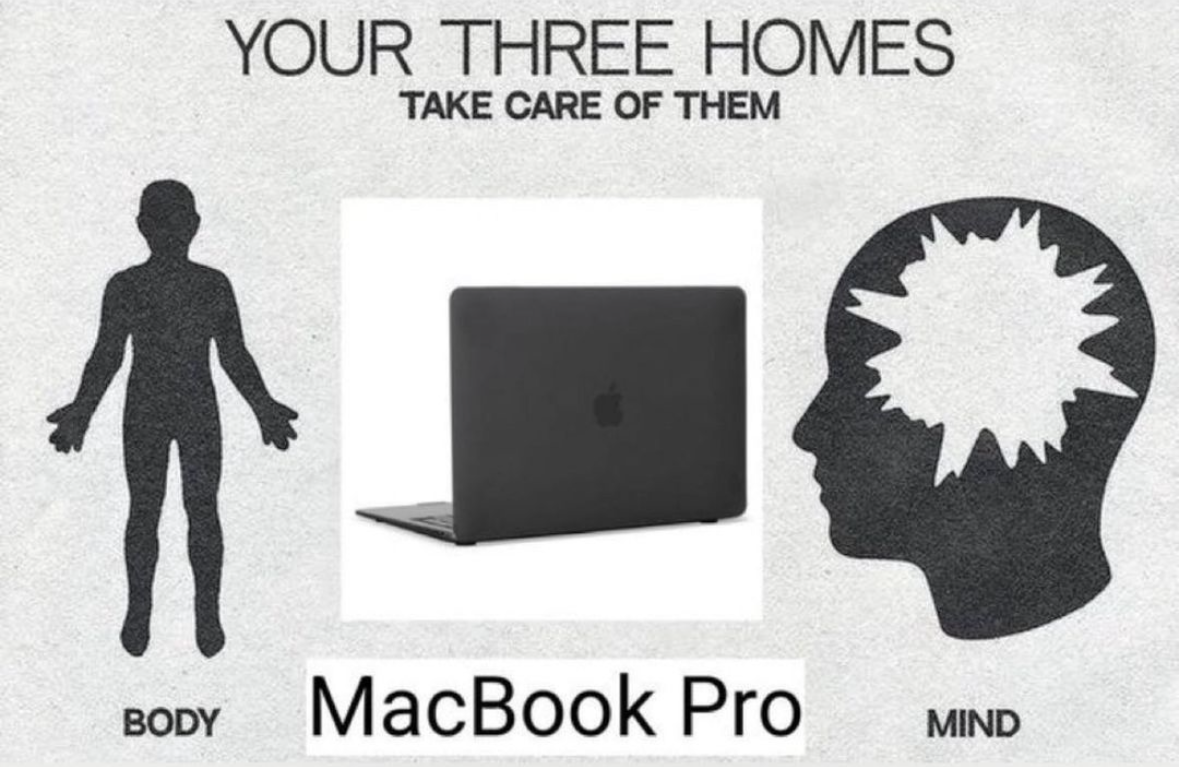 YOUR THREE HOMES
TAKE CARE OF THEM
BODY
MacBook Pro
MIND